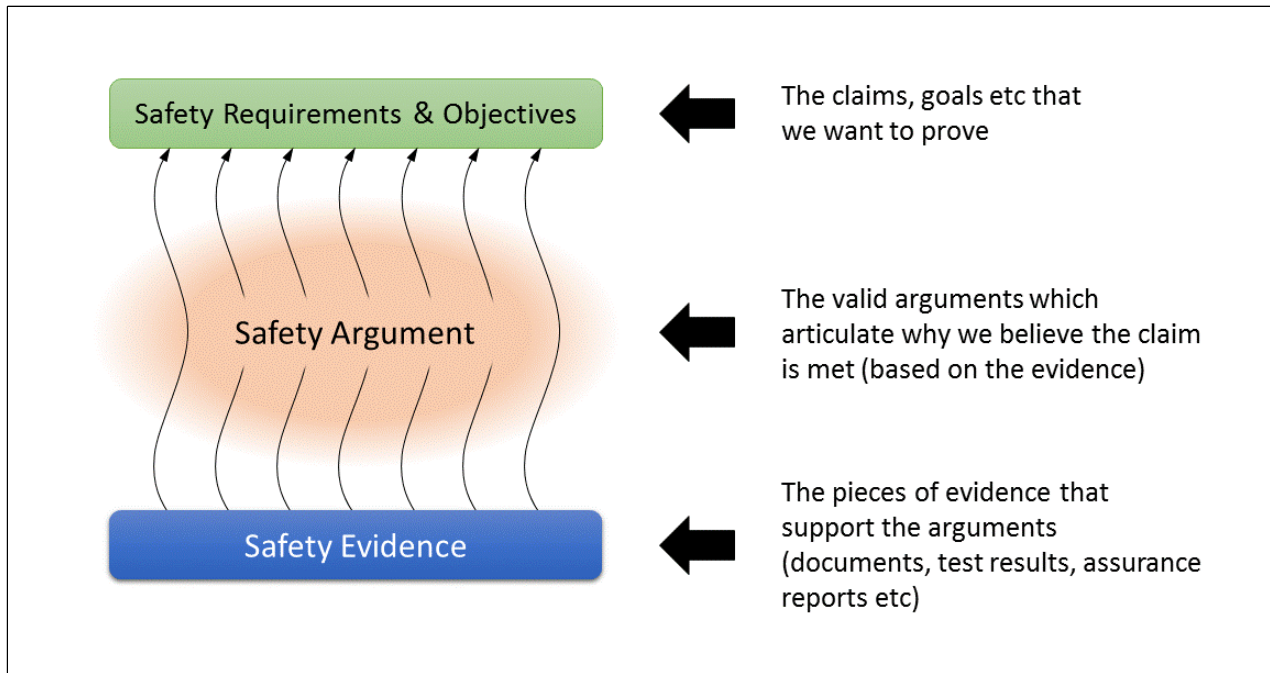 Safety Requirements & Objectives
The claims, goals etc that
we want to prove
Safety Argument
The valid arguments which
articulate why we believe the claim
is met (based on the evidence)
Safety Evidence
The pieces of evidence that
support the arguments
(documents, test results, assurance
reports etc)